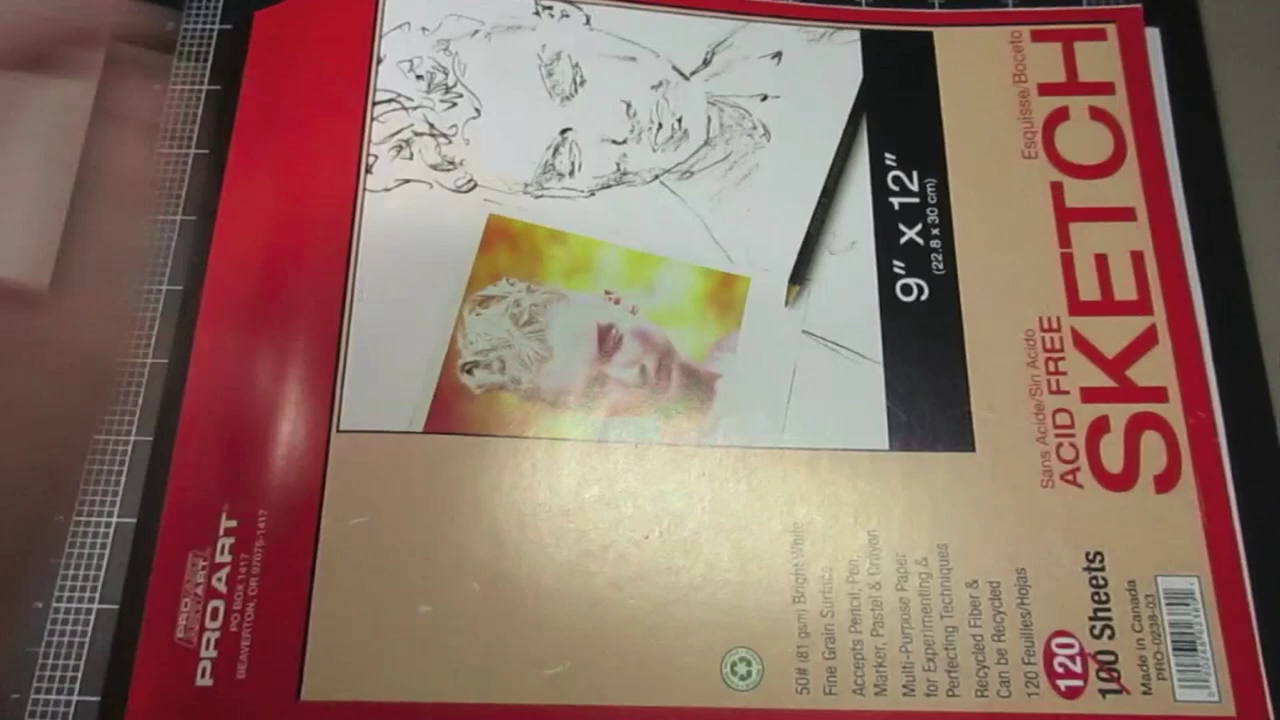 SKETCH
Esquisse/Boceto
ACID FREE
Sans Acide/Sin Acido
9" x 12"
(22.8 x 30 cm)
50# (81 gsm) Bright White
Fine Grain Surface
Accepts Pencil, Pen,
Marker, Pastel & Crayon
Multi-Purpose Paper
for Experimenting &
Perfecting Techniques
Recycled Fiber &
Can be Recycled
120 Feuilles/Hojas
120
100 Sheets
Made in Canada
PRO-0238-03
PRO ART
PRO ART
PO BOX 1417
BEAVERTON, OR 97075-1417